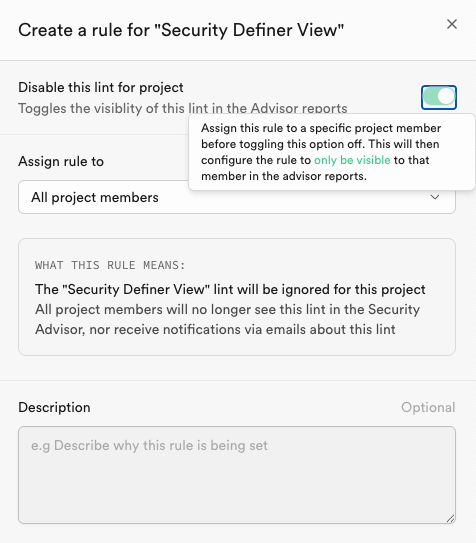 Create a rule for "Security Definer View"
Disable this lint for project
Toggles the visiblity of this lint in the Advisor reports
Assign this rule to a specific project member
before toggling this option off. This will then
configure the rule to only be visible to that
member in the advisor reports.
Assign rule to
All project members
WHAT THIS RULE MEANS:
The "Security Definer View" lint will be ignored for this project
All project members will no longer see this lint in the Security
Advisor, nor receive notifications via emails about this lint
Description
Optional
e.g Describe why this rule is being set